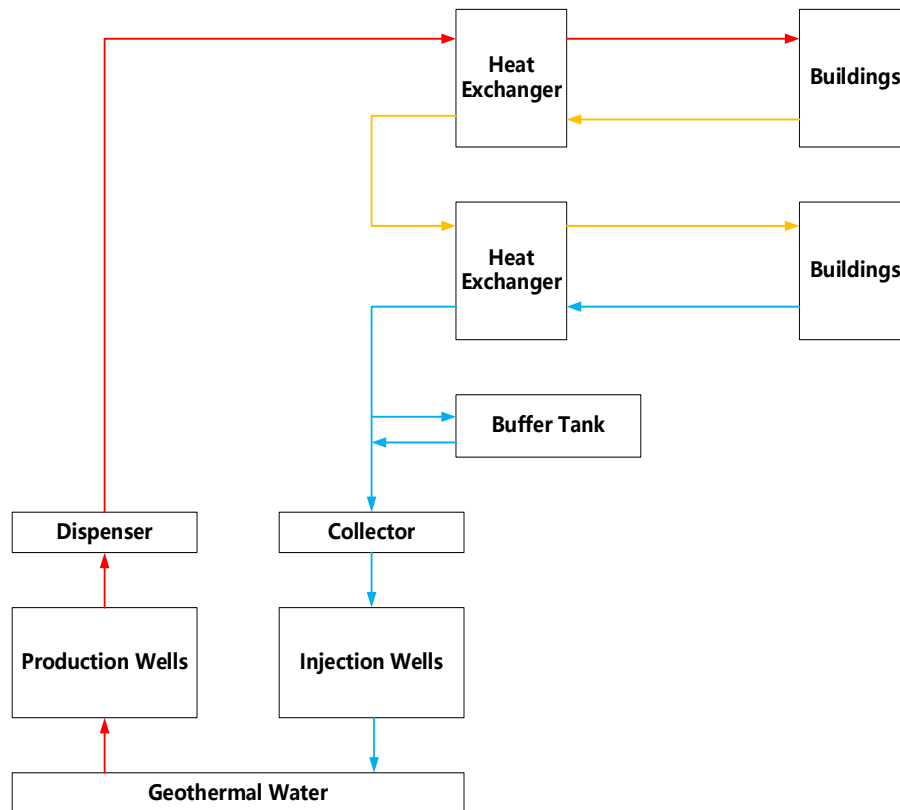 Heat
Exchanger
Buildings
Heat
Exchanger
Buildings
Buffer Tank
Dispenser
Collector
Production Wells
Injection Wells
Geothermal Water